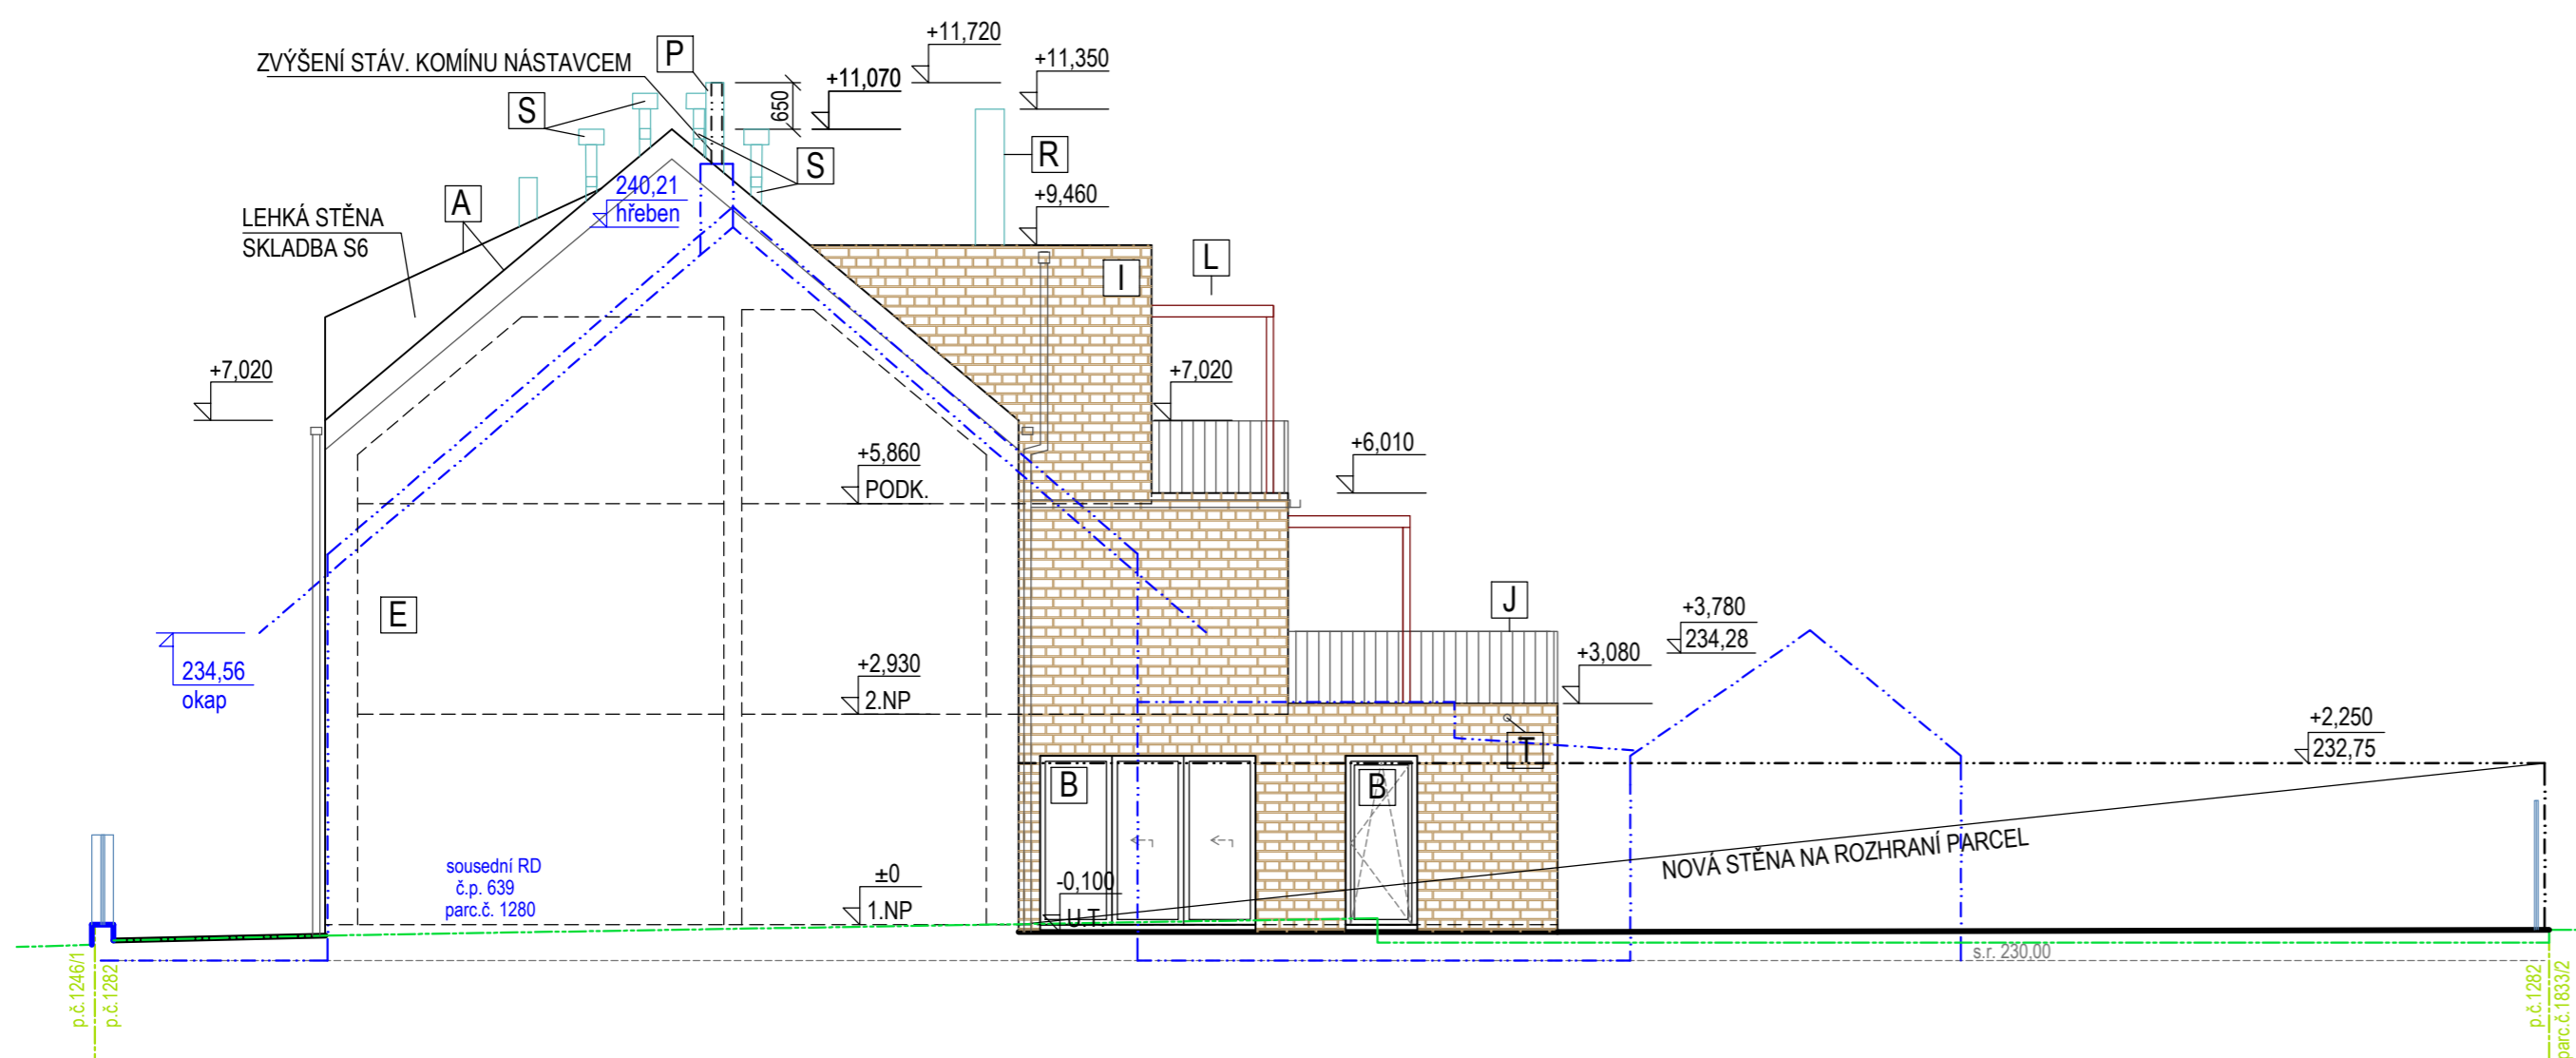 +11,720
ZVÝŠENÍ STÁV. KOMÍNU NÁSTAVCEM
P
+11,350
+11,070
650
S
R
S
240,21
hřeben
+9,460
A
LEHKÁ STĚNA
SKLADBA S6
L
I
+7,020
+7,020
+6,010
+5,860
PODK.
E
J
+3,780
234,28
+3,080
234,56
okap
+2,930
2.NP
+2,250
232,75
T
B
B
NOVÁ STĚNA NA ROZHRANÍ PARCEL
sousední RD
č.p. 639
parc.č. 1280
±0
1.NP
-0,100
U.T.
s.r. 230,00
p.č.1246/1
p.č.1282
p.č.1282
parc.č.1833/2